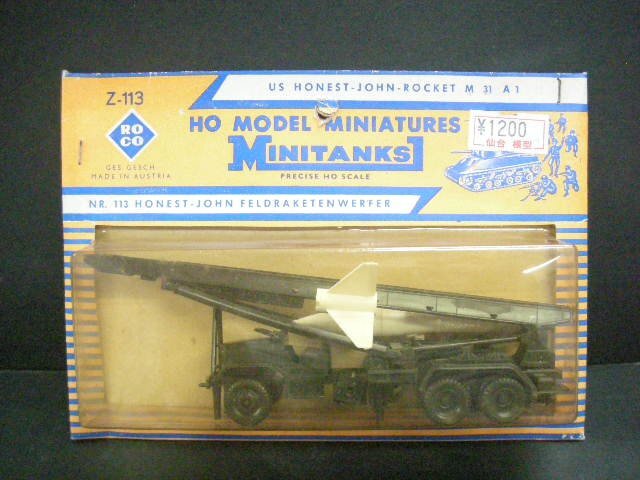 Z-113
US HONEST-JOHN-ROCKET M 31 A1
ROCO
GES. GESCH.
MADE IN AUSTRIA
HO MODEL MINIATURES
MINITANKS
PRECISE HO SCALE
¥1200
仙台 模型
NR. 113 HONEST-JOHN FELDRAKETENWERFER